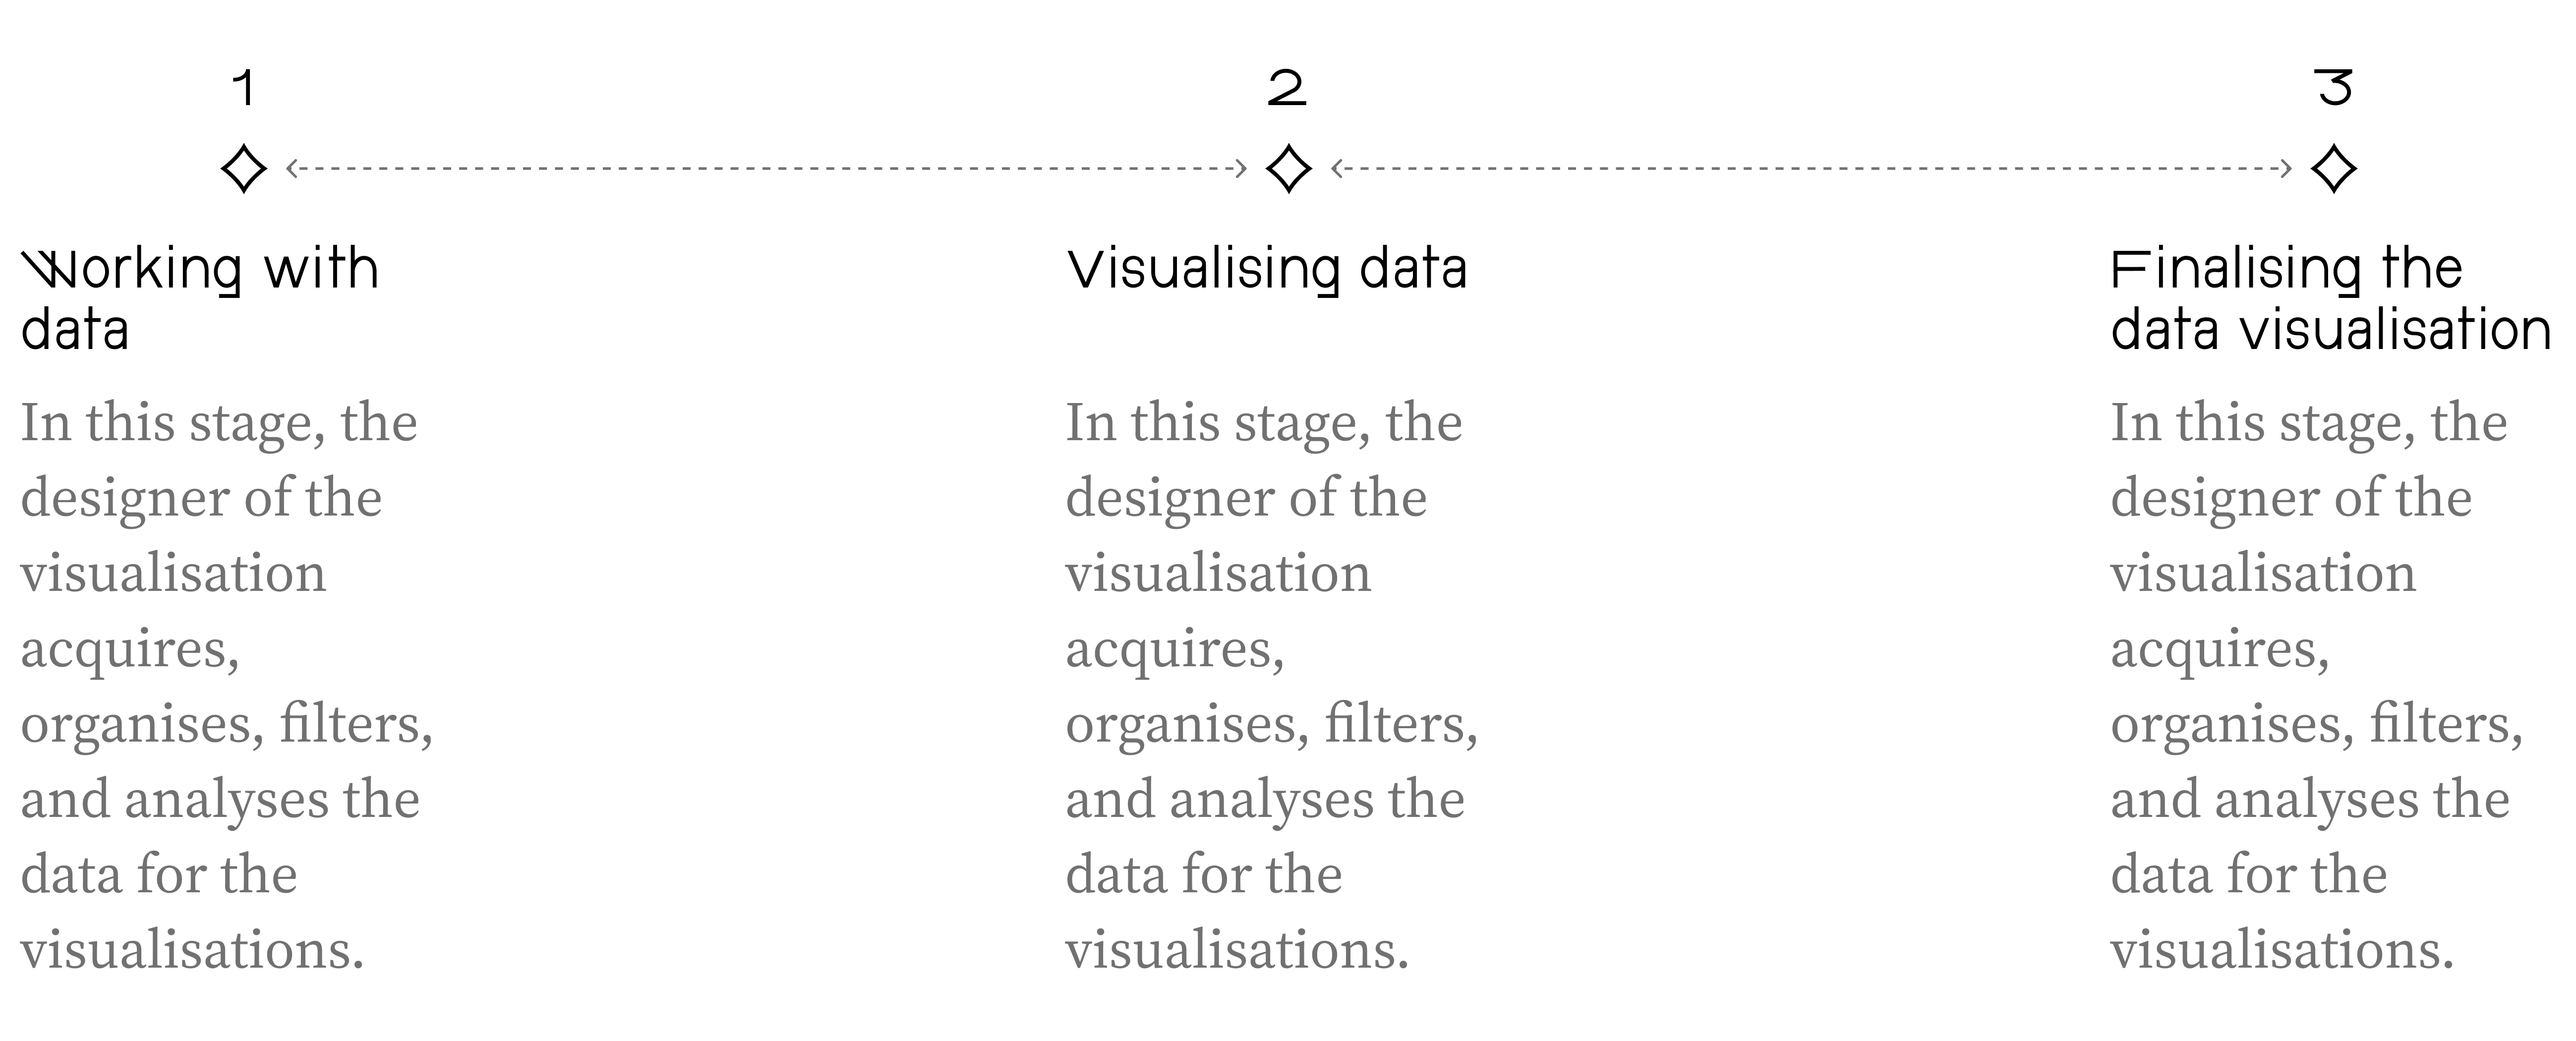 1
2
3
Working with
data
In this stage, the
designer of the
visualisation
acquires,
organises, filters,
and analyses the
data for the
visualisations.
Visualising data
In this stage, the
designer of the
visualisation
acquires,
organises, filters,
and analyses the
data for the
visualisations.
Finalising the
data visualisation
In this stage, the
designer of the
visualisation
acquires,
organises, filters,
and analyses the
data for the
visualisations.